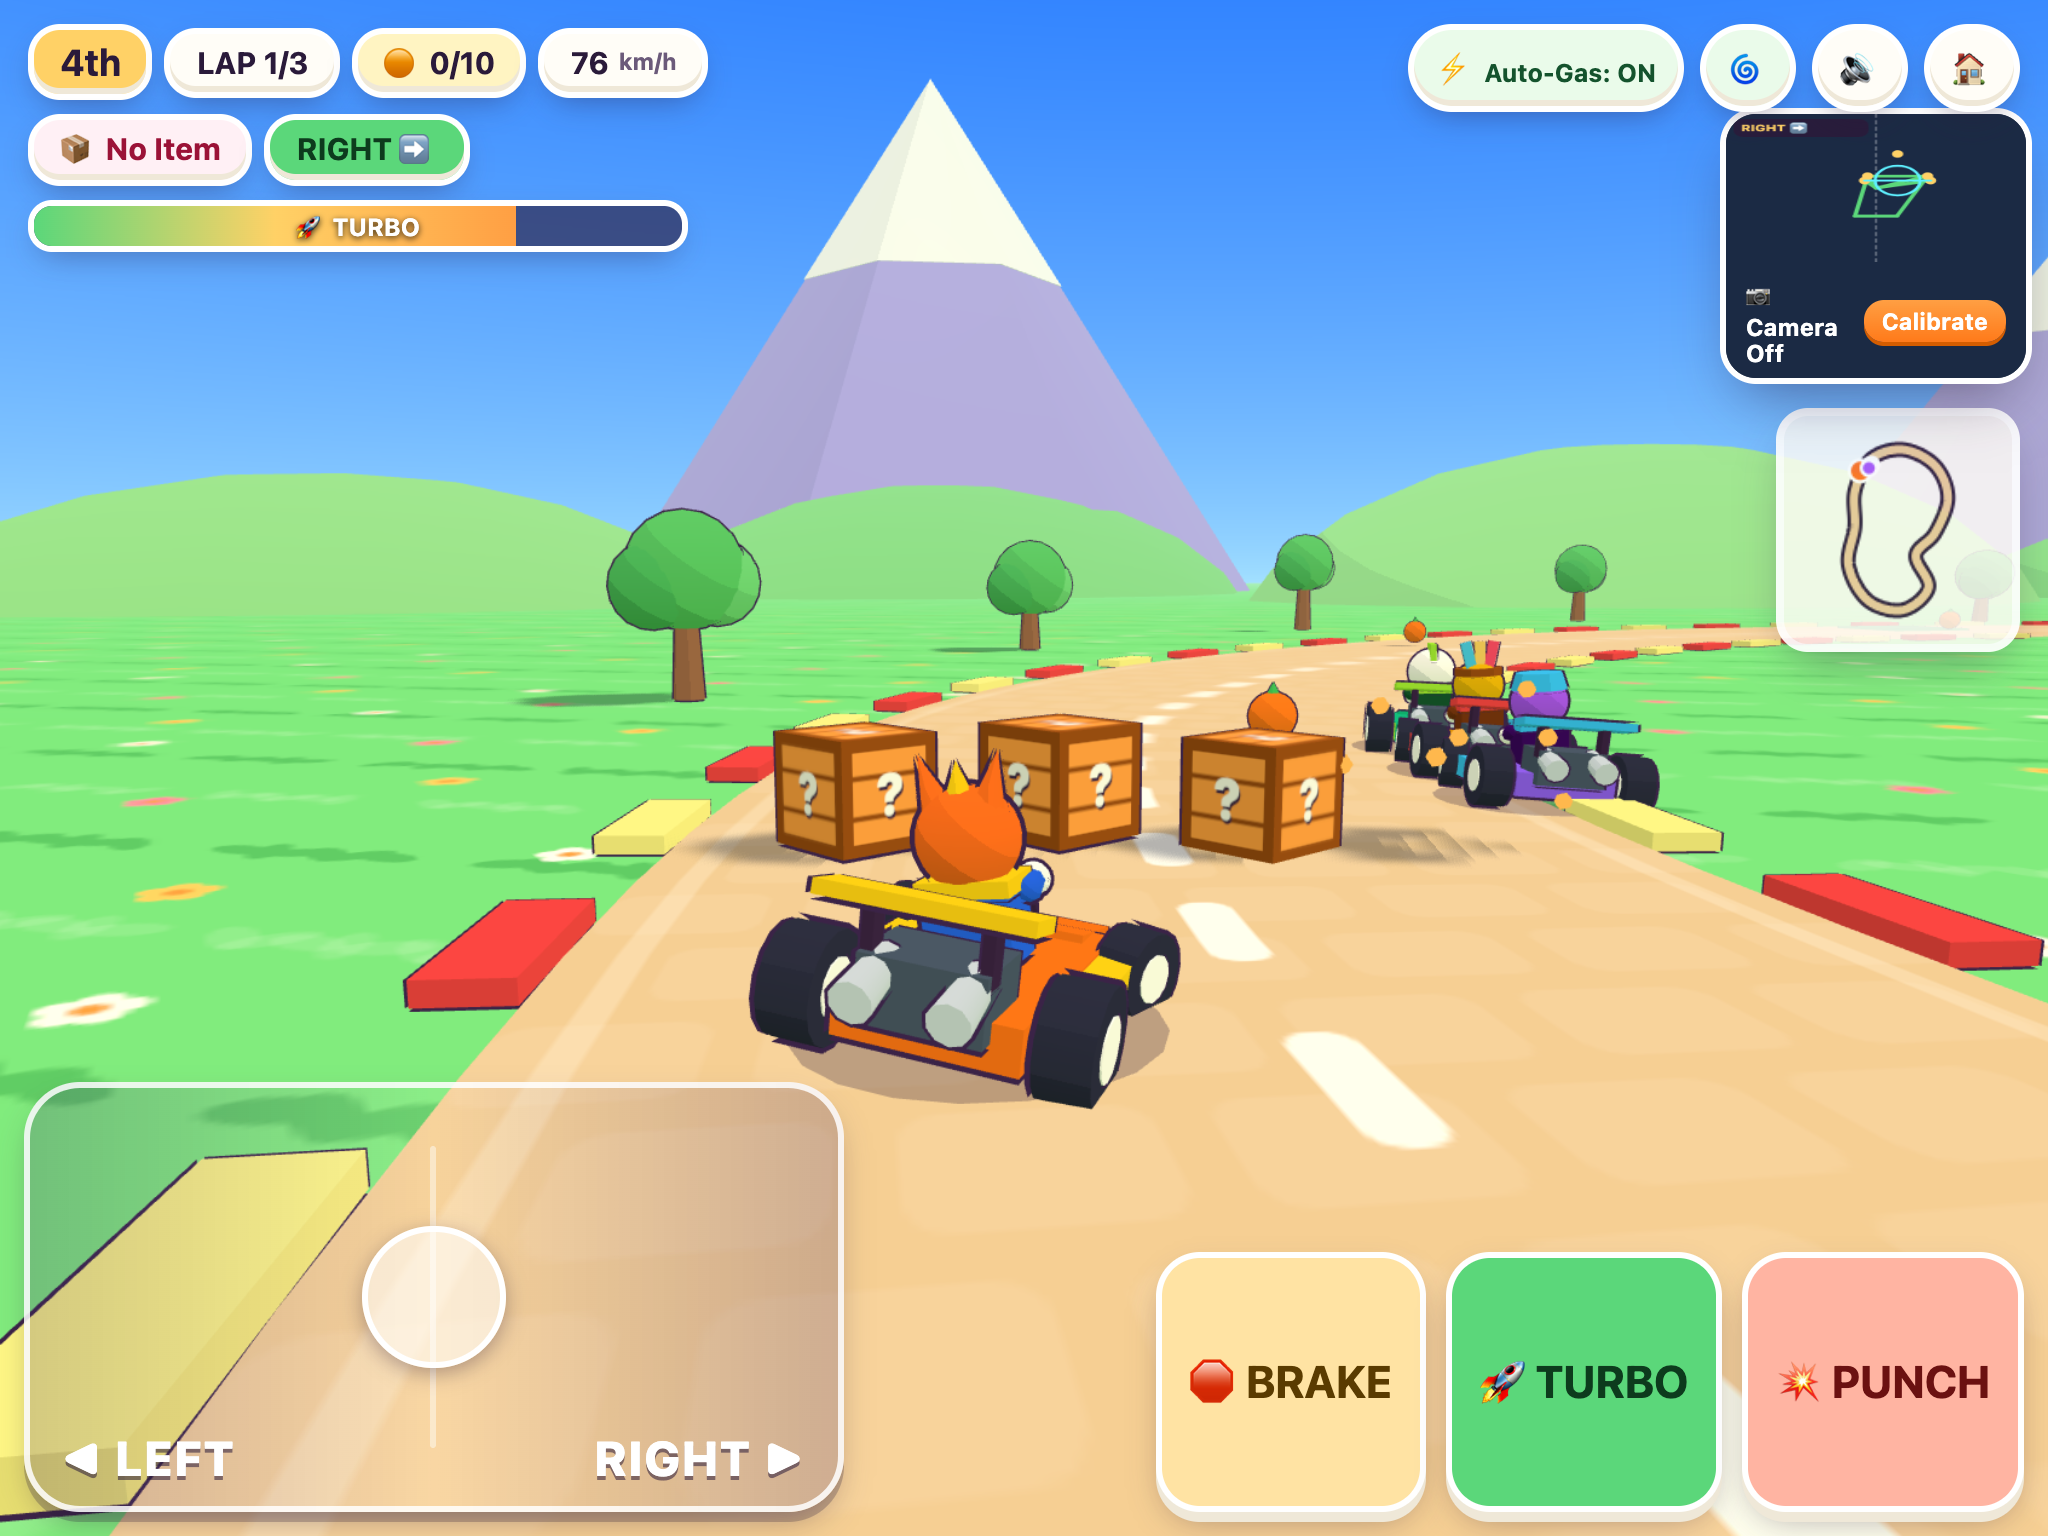 4th
LAP 1/3
0/10
76 km/h
Auto-Gas: ON
No Item
RIGHT
TURBO
RIGHT
Camera
Off
Calibrate
? ? ? ? ? ?
BRAKE
TURBO
PUNCH
LEFT
RIGHT